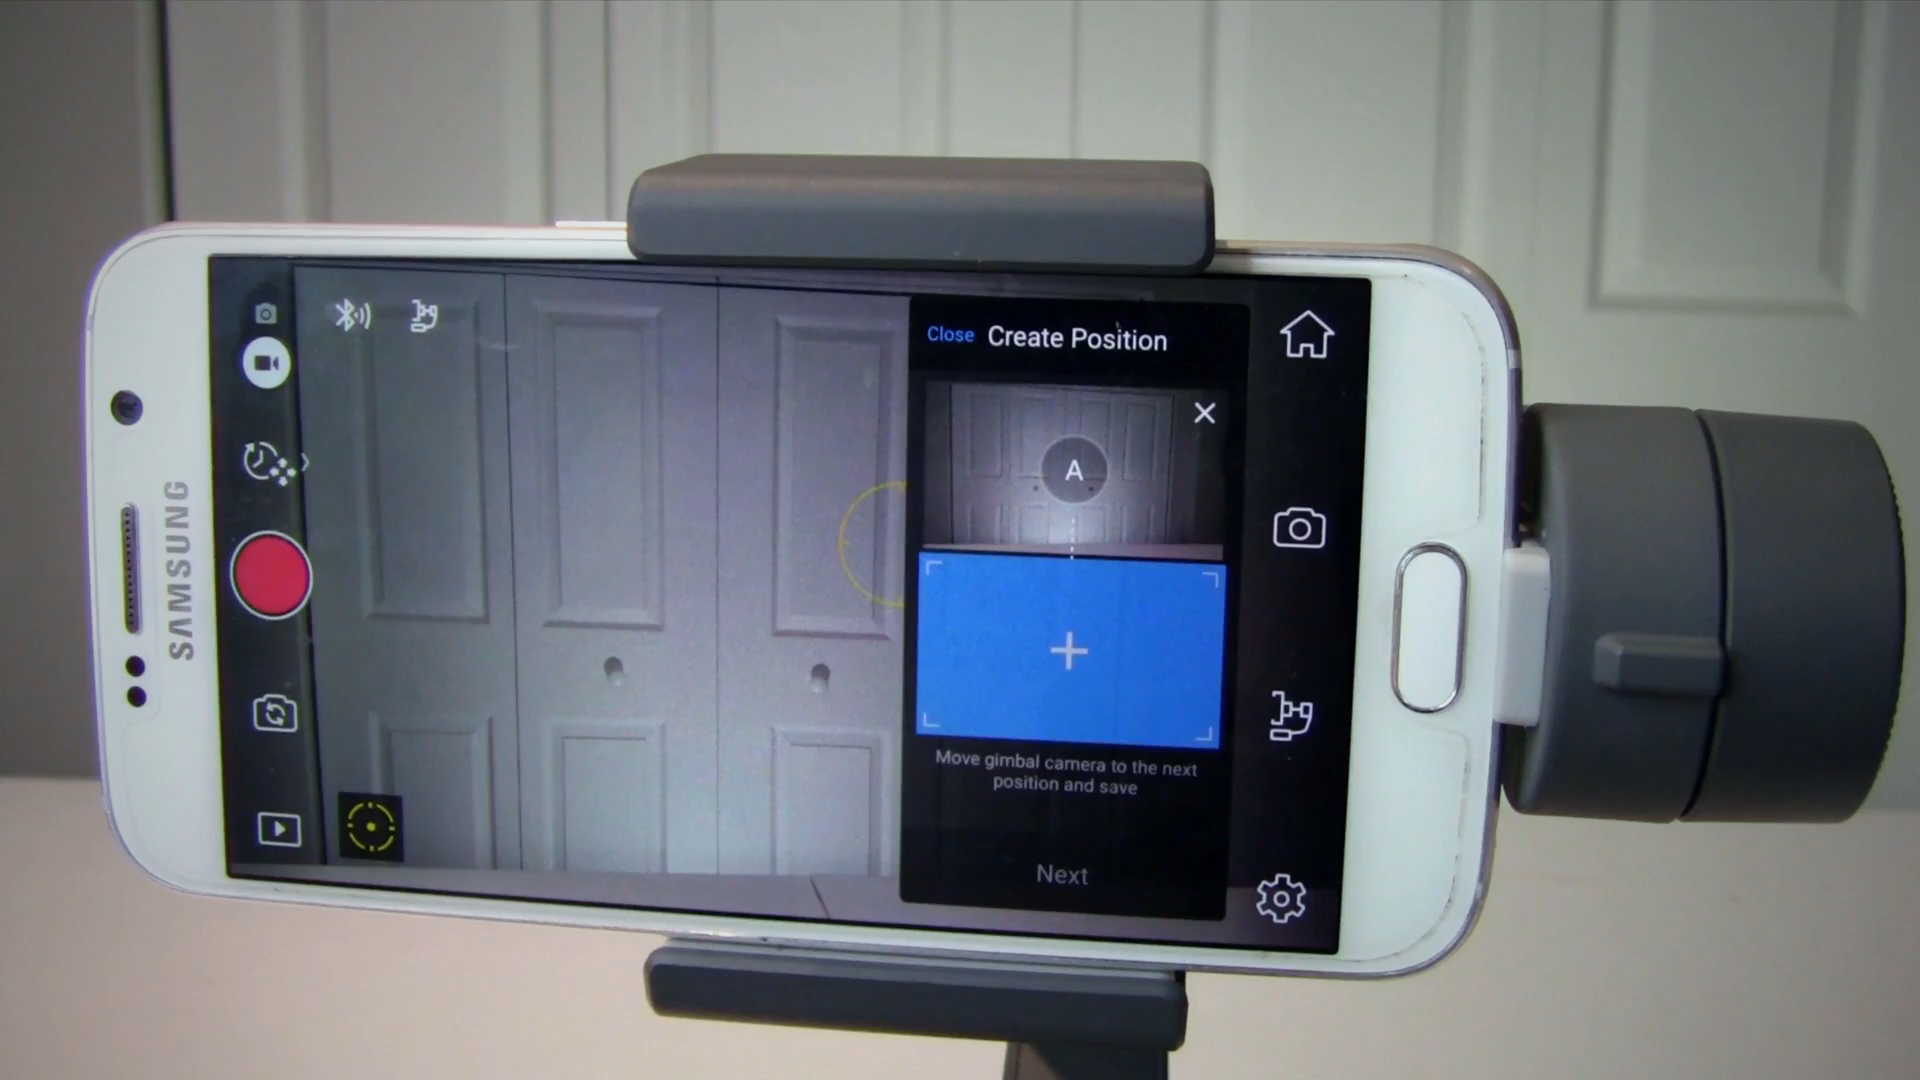 SAMSUNG
Close Create Position
A
Move gimbal camera to the next
position and save
Next